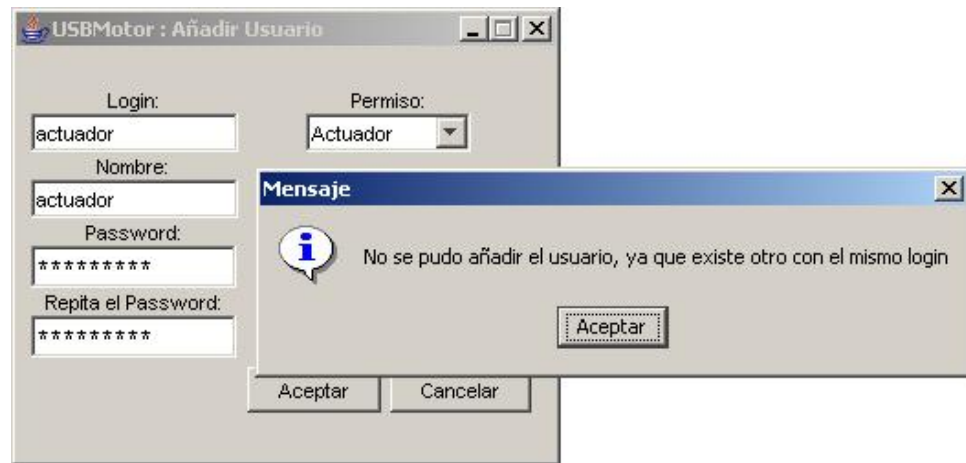 USBMotor : Añadir Usuario
Login:
Permiso:
actuador
Actuador
Nombre:
actuador
Mensaje
Password:
*********
No se pudo añadir el usuario, ya que existe otro con el mismo login
Repita el Password:
*********
Aceptar
Aceptar
Cancelar